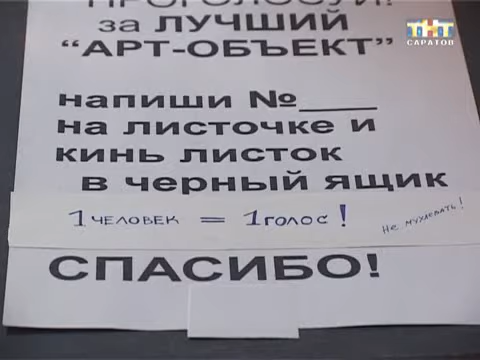 ПРОГОЛОСУЙ!
за ЛУЧШИЙ
“АРТ-ОБЪЕКТ”
ТНТ
САРАТОВ
напиши №____
на листочке и
кинь листок
в черный ящик
1 человек = 1 голос!
Не мухлевать!
СПАСИБО!